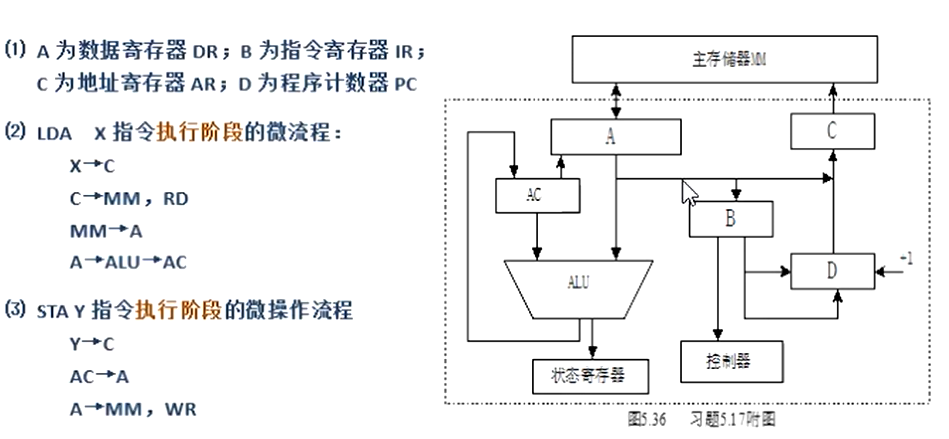 ⑴ A 为数据寄存器 DR；B 为指令寄存器 IR；
C 为地址寄存器 AR；D 为程序计数器 PC
⑵ LDA X 指令执行阶段的微流程：
X→C
C→MM，RD
MM→A
A→ALU→AC
⑶ STA Y 指令执行阶段的微操作流程
Y→C
AC→A
A→MM，WR
主存储器MM
A
C
AC
B
D
+1
ALU
控制器
状态寄存器
图5.36 习题5.17附图